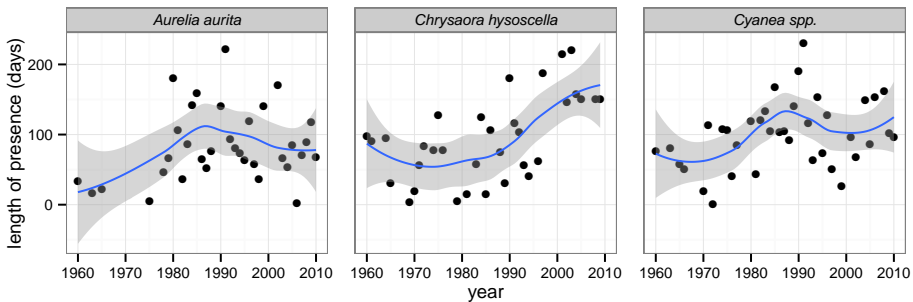 Aurelia aurita Chrysaora hysoscella Cyanea spp.
length of presence (days)
200
100
0
1960 1970 1980 1990 2000 2010 1960 1970 1980 1990 2000 2010 1960 1970 1980 1990 2000 2010
year